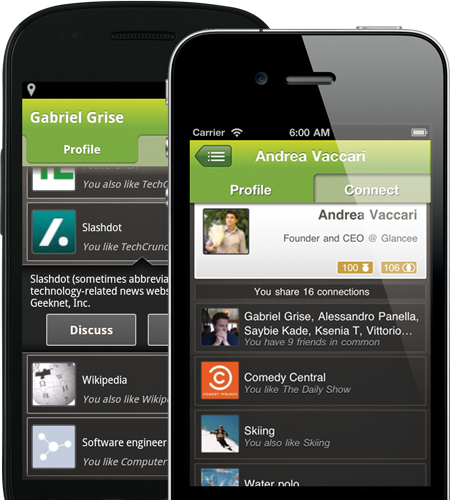 Gabriel Grise
Profile
You also like TechC
Slashdot
You like TechCrunc
Slashdot (sometimes abbrevia
technology-related news webs
Geeknet, Inc.
Discuss
Wikipedia
You also like Wikip
Software engineer
You like Computer
Carrier
6:00 AM
Andrea Vaccari
Profile
Connect
Andrea Vaccari
Founder and CEO @ Glancee
100
106
You share 16 connections
Gabriel Grise, Alessandro Panella,
Saybie Kade, Ksenia T, Vittorio…
You have 9 friends in common
Comedy Central
You like The Daily Show
Skiing
You also like Skiing
Water polo